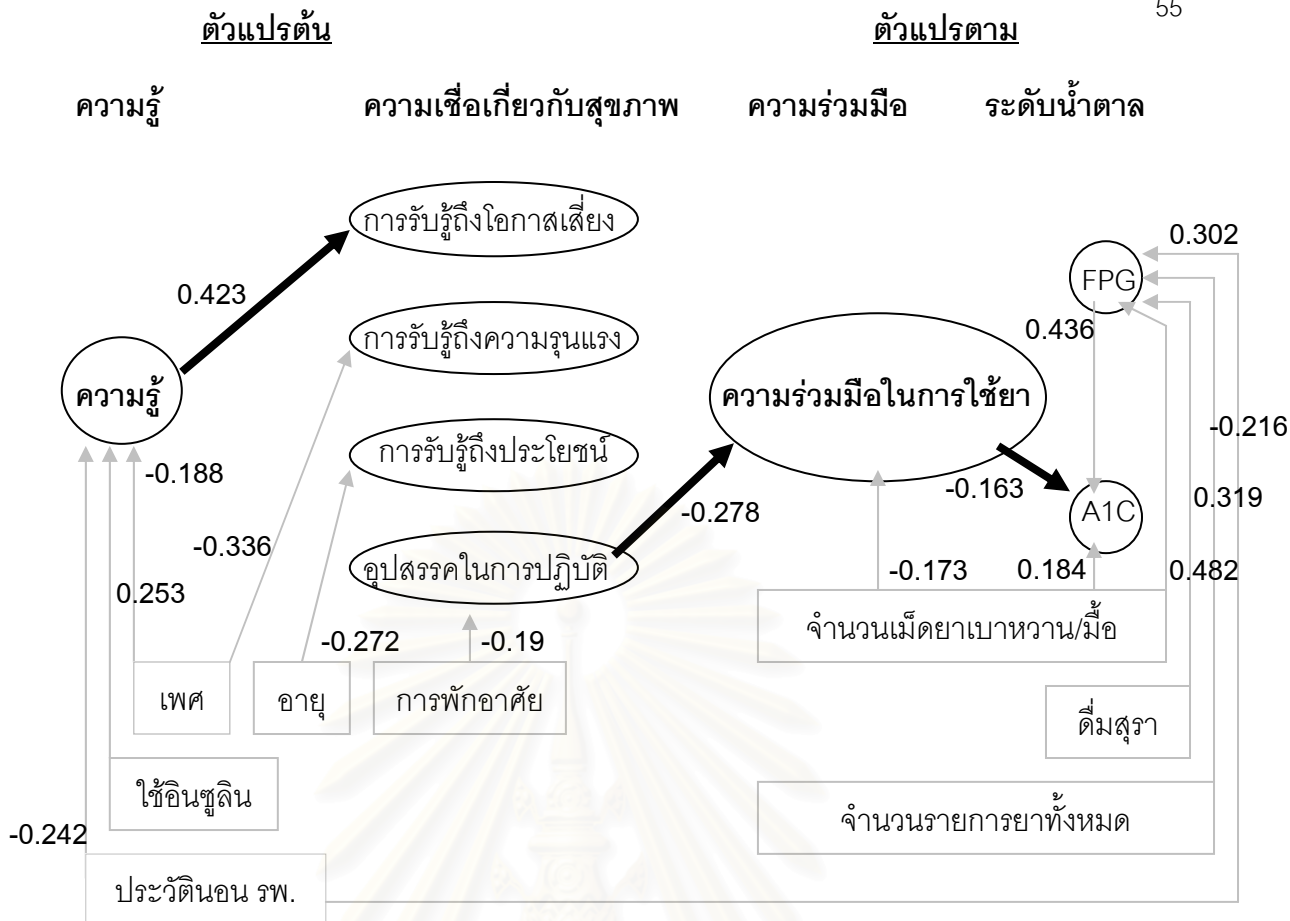 55
ตัวแปรต้น ตัวแปรตาม
ความรู้ ความเชื่อเกี่ยวกับสุขภาพ ความร่วมมือ ระดับน้ำตาล
การรับรู้ถึงโอกาสเสี่ยง
0.302
FPG
0.423
การรับรู้ถึงความรุนแรง
0.436
ความรู้
ความร่วมมือในการใช้ยา
-0.216
การรับรู้ถึงประโยชน์
-0.188
-0.163
0.319
-0.278
A1C
-0.336
อุปสรรคในการปฏิบัติ
-0.173 0.184 0.482
0.253
จำนวนเม็ดยาเบาหวาน/มื้อ
-0.272 -0.19
เพศ อายุ การพักอาศัย
ดื่มสุรา
ใช้อินซูลิน
จำนวนรายการยาทั้งหมด
-0.242
ประวัตินอน รพ.